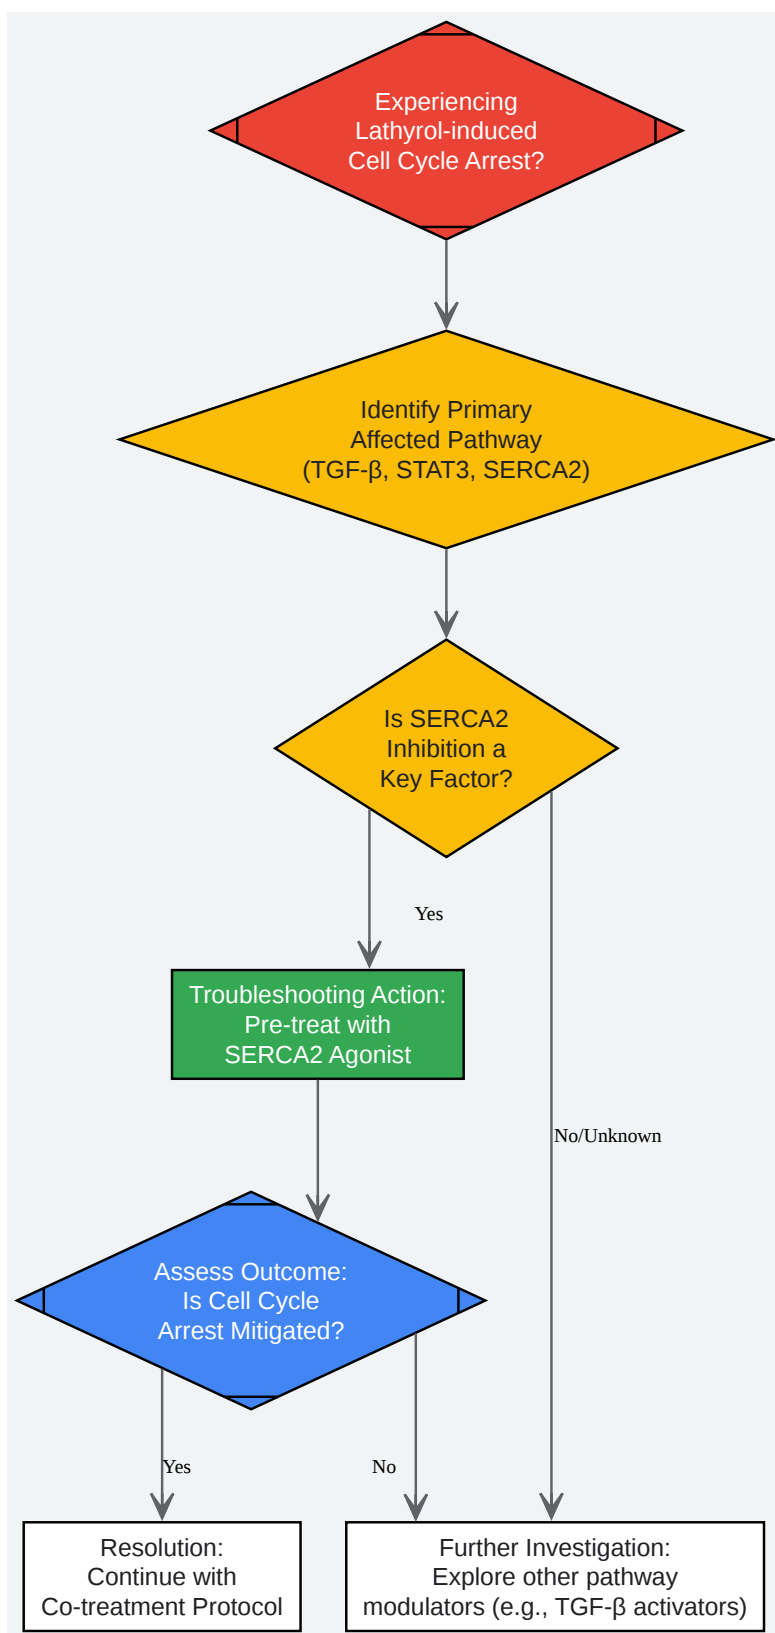 Experiencing
Lathyrol-induced
Cell Cycle Arrest?
Identify Primary
Affected Pathway
(TGF-β, STAT3, SERCA2)
Is SERCA2
Inhibition a
Key Factor?
Yes
Troubleshooting Action:
Pre-treat with
SERCA2 Agonist
No/Unknown
Assess Outcome:
Is Cell Cycle
Arrest Mitigated?
Yes
No
Resolution:
Continue with
Co-treatment Protocol
Further Investigation:
Explore other pathway
modulators (e.g., TGF-β activators)